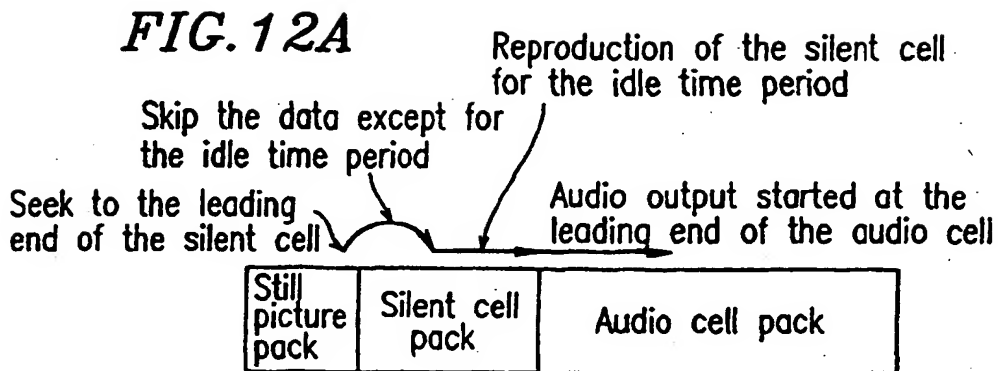 FIG. 12A
Reproduction of the silent cell
for the idle time period
Skip the data except for
the idle time period
Seek to the leading
end of the silent cell
Audio output started at the
leading end of the audio cell
Still
picture
pack
Silent cell
pack
Audio cell pack